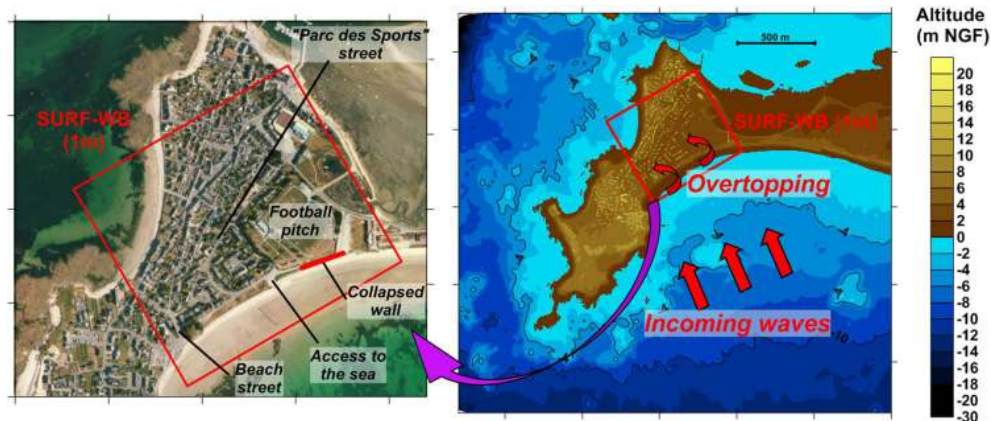 "Parc des Sports"
street
SURF-WB
(1m)
Football
pitch
Collapsed
wall
Access to
the sea
Beach
street
500 m
SURF-WB (1m)
Overtopping
Incoming waves
-10
Altitude
(m NGF)
20
18
16
14
12
10
8
6
4
2
0
-2
-4
-6
-8
-10
-12
-14
-16
-18
-20
-30